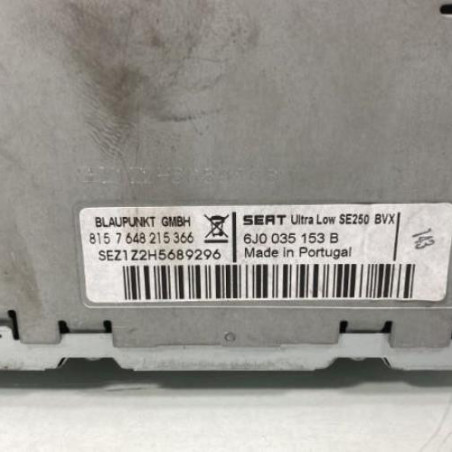 BLAUPUNKT GMBH
815 7 648 215 366
SEZ1Z2H5689296
SEAT Ultra Low SE250 BVX
6J0 035 153 B
Made in Portugal